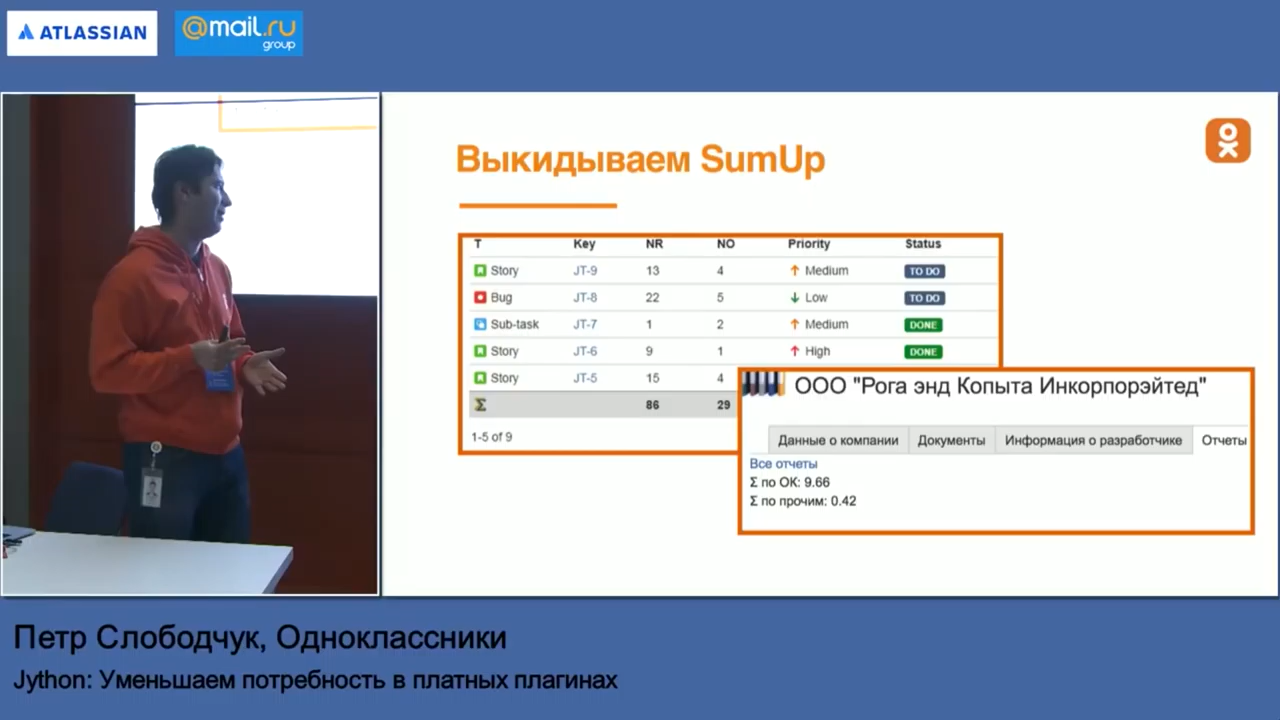 ATLASSIAN
@mail.ru
group
Выкидываем SumUp
T Key NR NO Priority Status
Story JT-9 13 4 Medium TO DO
Bug JT-8 22 5 Low TO DO
Sub-task JT-7 1 2 Medium DONE
Story JT-6 9 1 High DONE
Story JT-5 15 4
Σ 86 29
1-5 of 9
ООО "Рога энд Копыта Инкорпорэйтед"
Данные о компании Документы Информация о разработчике Отчеты
Все отчеты
Σ по ОК: 9.66
Σ по прочим: 0.42
Петр Слободчук, Одноклассники
Jython: Уменьшаем потребность в платных плагинах